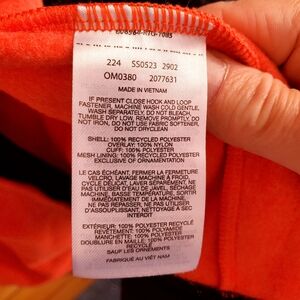 224 SS0523 2902
OM0380 2077631
MADE IN VIETNAM
IF PRESENT CLOSE HOOK AND LOOP
FASTENER, MACHINE WASH COLD GENTLE,
WASH SEPARATELY, DO NOT BLEACH,
TUMBLE DRY LOW, REMOVE PROMPTLY, DO
NOT IRON, DO NOT USE FABRIC SOFTENER,
DO NOT DRYCLEAN
SHELL: 100% RECYCLED POLYESTER
OVERLAY: 100% NYLON
CUFF: 100% POLYESTER
MESH LINING: 100% RECYCLED POLYESTER
EXCLUSIVE OF ORNAMENTATION
LE CAS ÉCHÉANT, FERMER LA FERMETURE
VELCRO, LAVAGE MACHINE À FROID,
CYCLE DÉLICAT, LAVER SÉPARÉMENT, NE
PAS UTILISER D'EAU DE JAVEL, SÉCHAGE
MACHINE, BASSE TEMPÉRATURE, SORTIR
IMMÉDIATEMENT DE LA MACHINE,
NE PAS REPASSER, NE PAS UTILISER
D'ASSOUPLISSANT, NETTOYAGE À SEC
INTERDIT
EXTÉRIEUR: 100% POLYESTER RECYCLÉ
REVÊTEMENT: 100% POLYAMIDE
MANCHETTE: 100% POLYESTER
DOUBLURE EN MAILLE: 100% POLYESTER
RECYCLÉ
SAUF GARNITURES
FABRIQUÉ AU VIÊT NAM